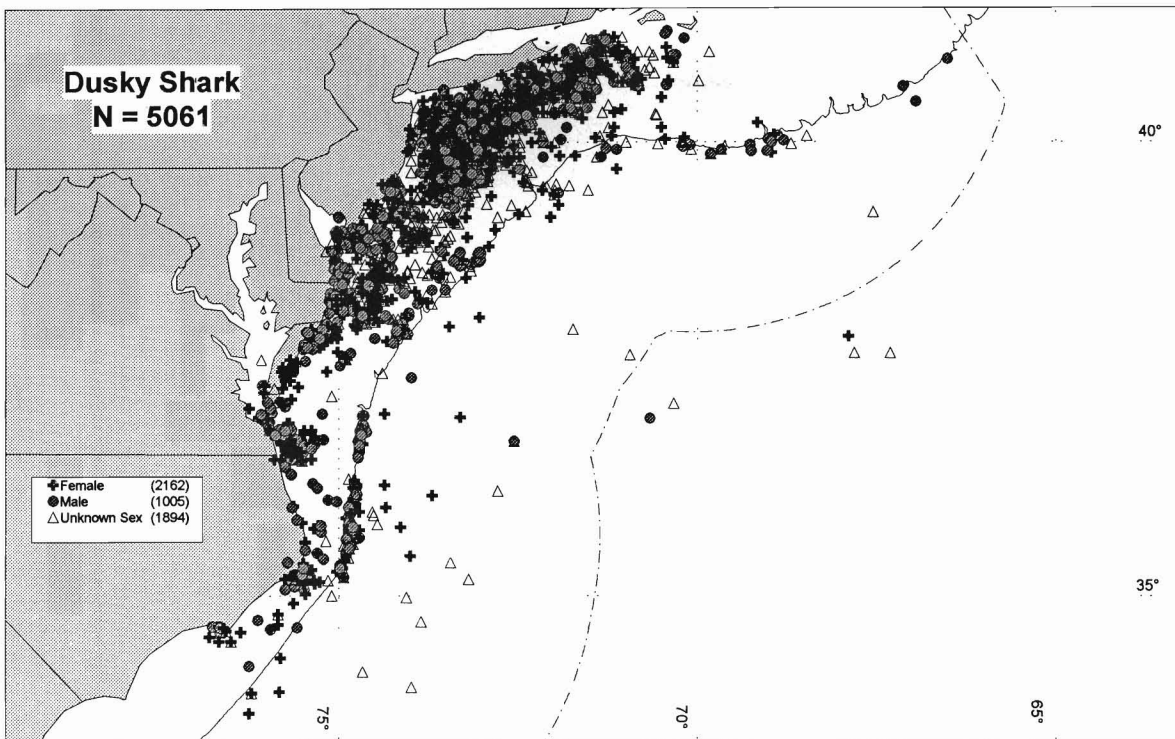 Dusky Shark
N = 5061
40°
Female (2162)
Male (1005)
Unknown Sex (1894)
35°
75°
70°
65°